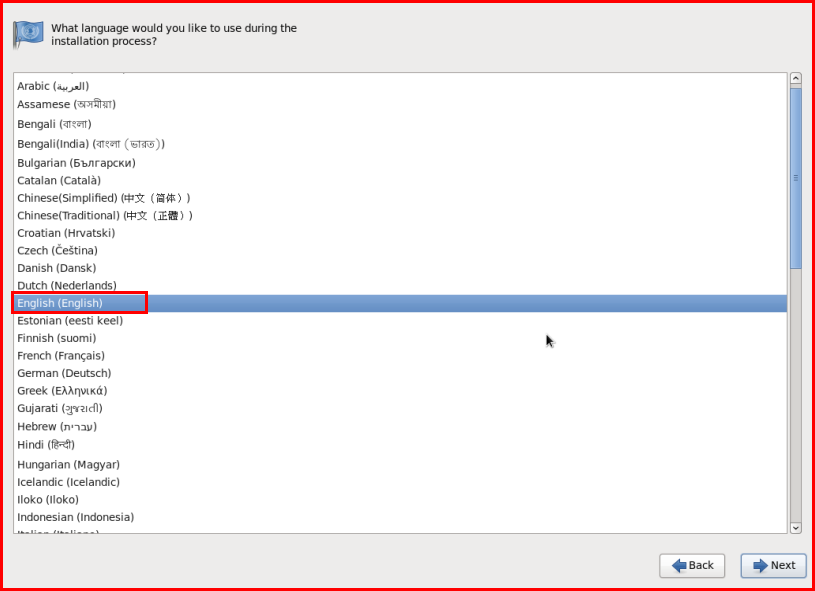 What language would you like to use during the
installation process?
Arabic (العربية)
Assamese (অসমীয়া)
Bengali (বাংলা)
Bengali(India) (বাংলা (ভারত))
Bulgarian (Български)
Catalan (Català)
Chinese(Simplified) (中文（简体）)
Chinese(Traditional) (中文（正體）)
Croatian (Hrvatski)
Czech (Čeština)
Danish (Dansk)
Dutch (Nederlands)
English (English)
Estonian (eesti keel)
Finnish (suomi)
French (Français)
German (Deutsch)
Greek (Ελληνικά)
Gujarati (ગુજરાતી)
Hebrew (עברית)
Hindi (हिन्दी)
Hungarian (Magyar)
Icelandic (Icelandic)
Iloko (Iloko)
Indonesian (Indonesia)
Italian (Italiano)
Back
Next